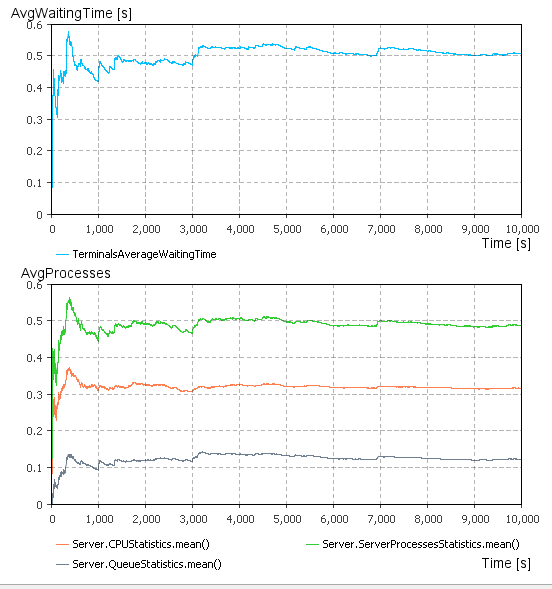 AvgWaitingTime [s]
0.6
0.5
0.4
0.3
0.2
0.1
0
0 1,000 2,000 3,000 4,000 5,000 6,000 7,000 8,000 9,000 10,000
Time [s]
TerminalsAverageWaitingTime
AvgProcesses
0.6
0.5
0.4
0.3
0.2
0.1
0
0 1,000 2,000 3,000 4,000 5,000 6,000 7,000 8,000 9,000 10,000
Server.CPUStatistics.mean() Server.ServerProcessesStatistics.mean()
Server.QueueStatistics.mean() Time [s]